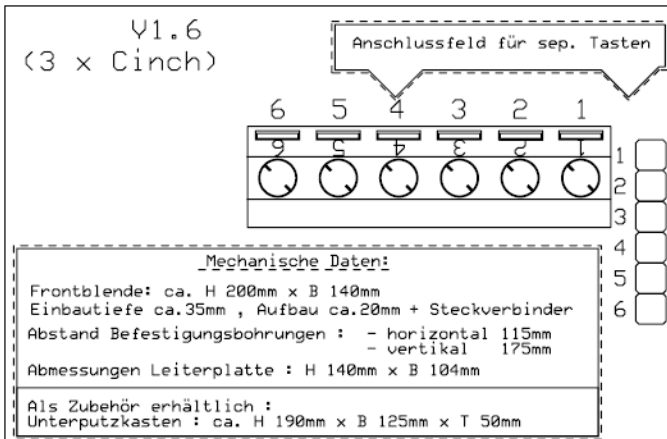 V1.6
(3 x Cinch)
Anschlussfeld für sep. Tasten
6 5 4 3 2 1
6 5 4 3 2 1
1
2
3
4
5
6
Mechanische Daten:
Frontblende: ca. H 200mm x B 140mm
Einbautiefe ca.35mm , Aufbau ca.20mm + Steckverbinder
Abstand Befestigungsbohrungen : - horizontal 115mm
- vertikal 175mm
Abmessungen Leiterplatte : H 140mm x B 104mm
Als Zubehör erhältlich :
Unterputzkasten : ca. H 190mm x B 125mm x T 50mm